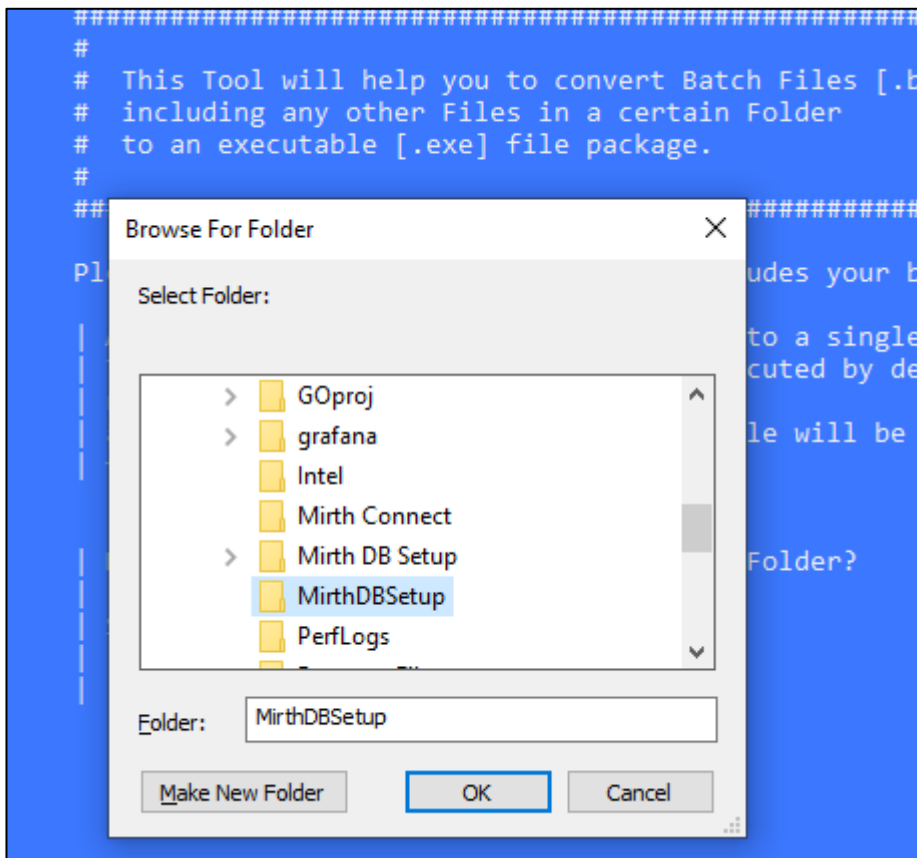 ####################################################
#
# This Tool will help you to convert Batch Files [.b
# including any other Files in a certain Folder
# to an executable [.exe] file package.
#
##
###########
Browse For Folder
Pl
udes your b
Select Folder:
to a single
cuted by de
le will be
Folder?
GOproj
grafana
Intel
Mirth Connect
Mirth DB Setup
MirthDBSetup
PerfLogs
Folder:
MirthDBSetup
Make New Folder
OK
Cancel